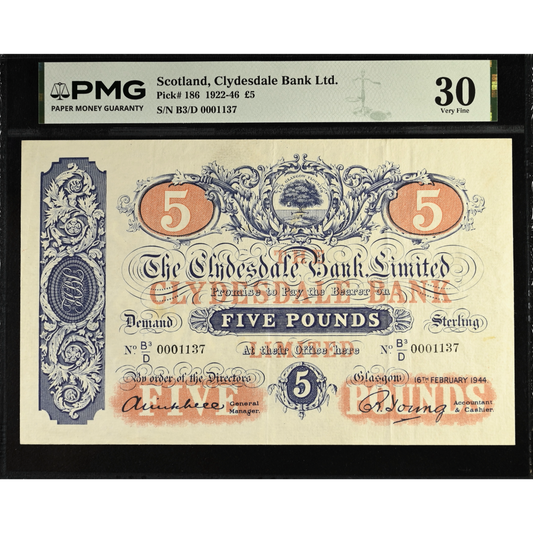 PMG
PAPER MONEY GUARANTY
Scotland, Clydesdale Bank Ltd.
Pick# 186 1922-46 £5
S/N B3/D 0001137
30
Very Fine
5 5
THE
The Clydesdale Bank, Limited
Promise to Pay the Bearer on
CLYDESDALE BANK
Demand FIVE POUNDS Sterling
No B3/D 0001137 At their Office here No B3/D 0001137
LIMITED
By order of the Directors 5 Glasgow 16TH FEBRUARY 1944.
FIVE POUNDS
General Manager. R. Young Accountant & Cashier.